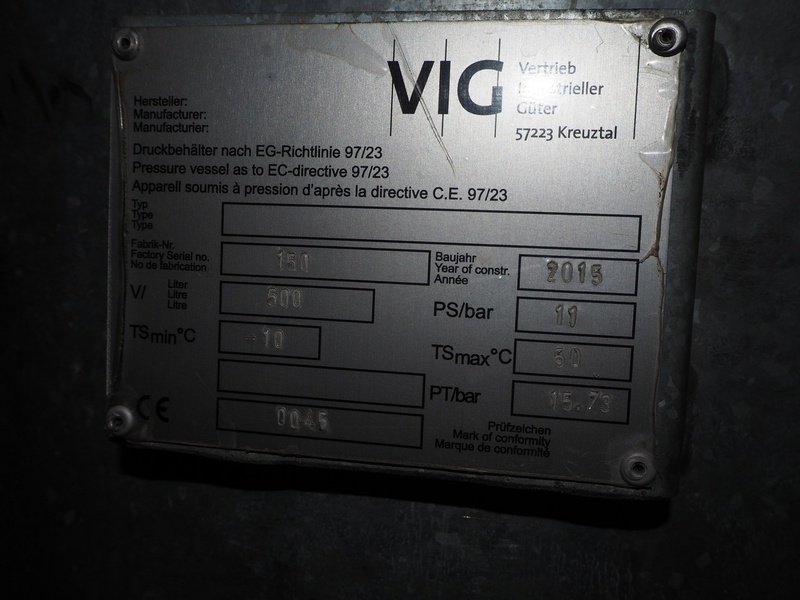 VIG
Vertrieb
Industrieller
Güter
57223 Kreuztal
Hersteller:
Manufacturer:
Manufacturier:
Druckbehälter nach EG-Richtlinie 97/23
Pressure vessel as to EC-directive 97/23
Appareil soumis à pression d'après la directive C.E. 97/23
Typ
Type
Type
Fabrik-Nr.
Factory Serial no.
No de fabrication
150
Baujahr
Year of constr.
Année
2015
V/
Liter
Litre
Litre
500
PS/bar
11
TSmin°C
-10
TSmax°C
50
PT/bar
15.73
CE
0045
Prüfzeichen
Mark of conformity
Marque de conformité